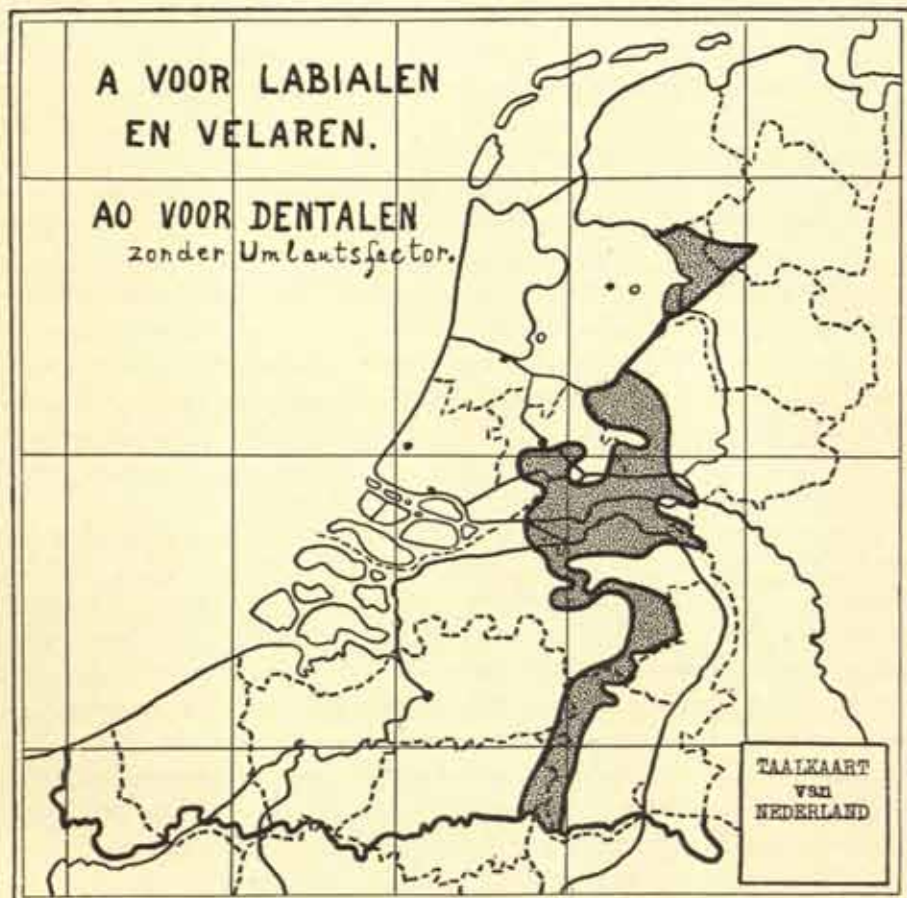 A VOOR LABIALEN
EN VELAREN.
AO VOOR DENTALEN
zonder Umlautsfactor.
TAALKAART
van
NEDERLAND